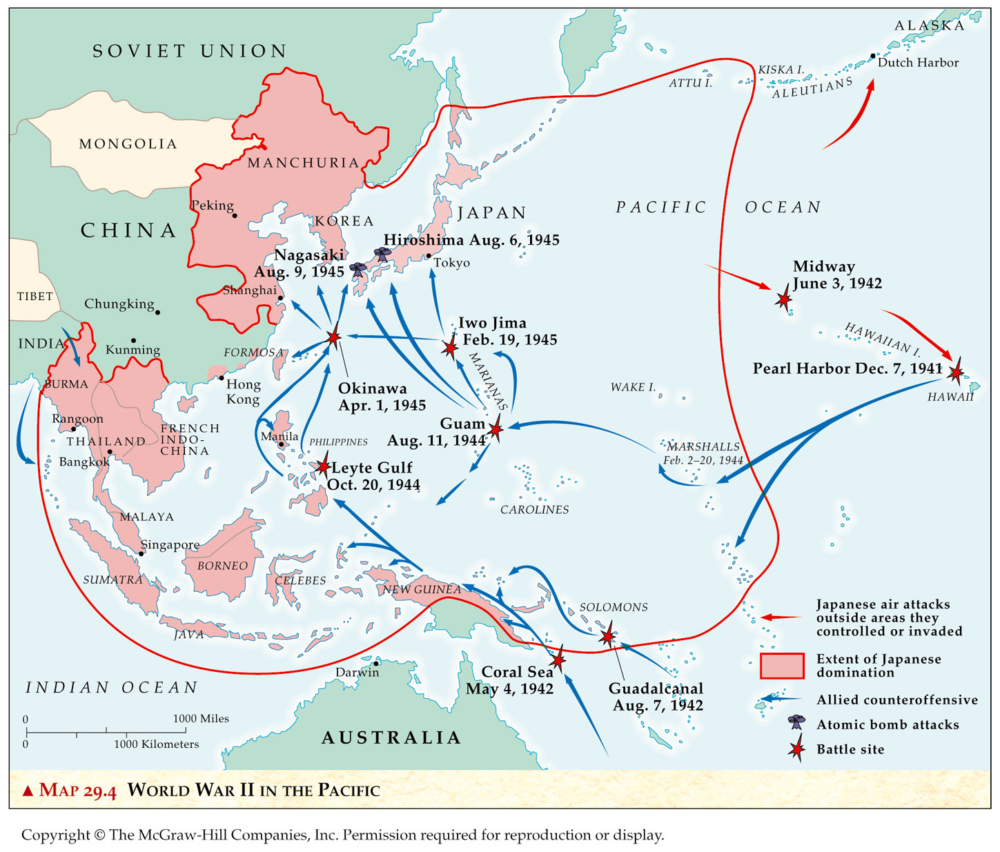 SOVIET UNION
ALASKA
Dutch Harbor
KISKA I.
ATTU I.
ALEUTIANS
MONGOLIA
MANCHURIA
PACIFIC OCEAN
Peking
JAPAN
KOREA
CHINA
Hiroshima Aug. 6, 1945
Nagasaki
Aug. 9, 1945
Tokyo
Midway
June 3, 1942
Shanghai
TIBET
Chungking
Iwo Jima
Feb. 19, 1945
HAWAIIAN I.
INDIA
Kunming
FORMOSA
MARIANAS
Pearl Harbor Dec. 7, 1941
HAWAII
BURMA
Hong
Kong
Okinawa
Apr. 1, 1945
WAKE I.
Rangoon
FRENCH
INDO-
CHINA
THAILAND
Bangkok
Manila
PHILIPPINES
Guam
Aug. 11, 1944
MARSHALLS
Feb. 2–20, 1944
Leyte Gulf
Oct. 20, 1944
CAROLINES
MALAYA
Singapore
SUMATRA
BORNEO
CELEBES
NEW GUINEA
SOLOMONS
JAVA
Darwin
Coral Sea
May 4, 1942
Guadalcanal
Aug. 7, 1942
INDIAN OCEAN
0 1000 Miles
0 1000 Kilometers
AUSTRALIA
Japanese air attacks
outside areas they
controlled or invaded
Extent of Japanese
domination
Allied counteroffensive
Atomic bomb attacks
Battle site
▲ MAP 29.4 WORLD WAR II IN THE PACIFIC
Copyright © The McGraw-Hill Companies, Inc. Permission required for reproduction or display.